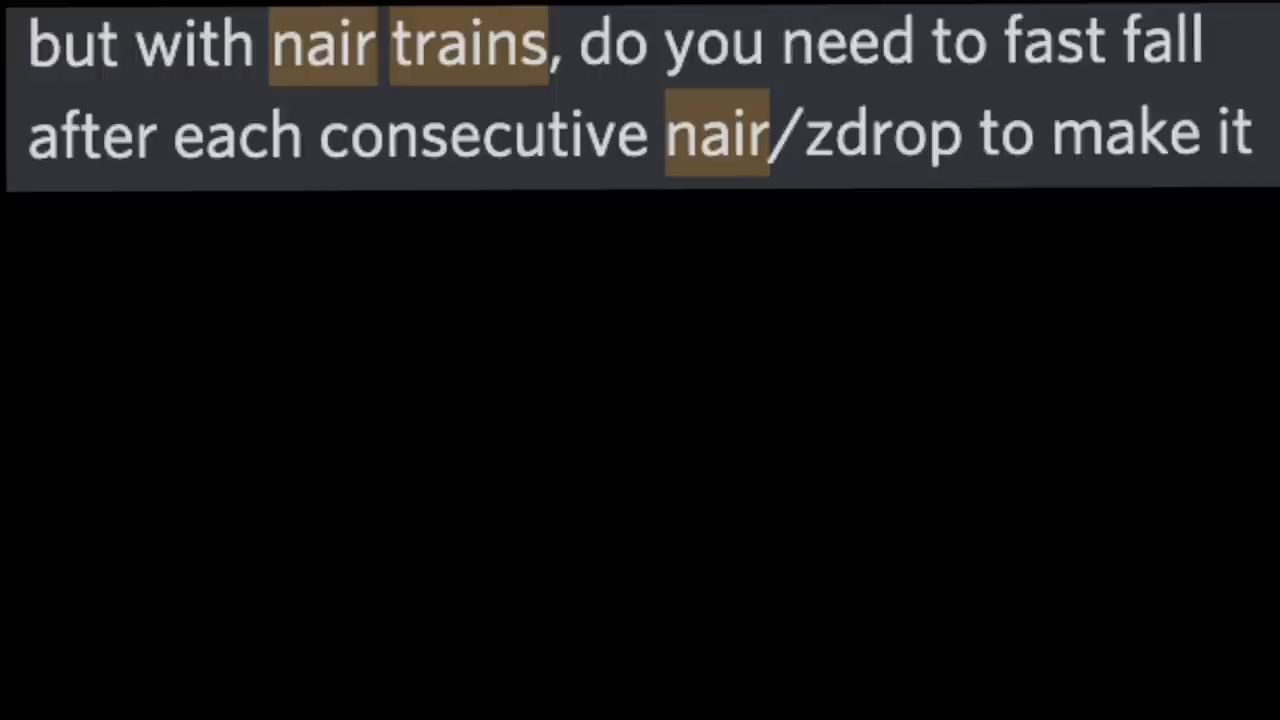 but with nair trains, do you need to fast fall
after each consecutive nair/zdrop to make it